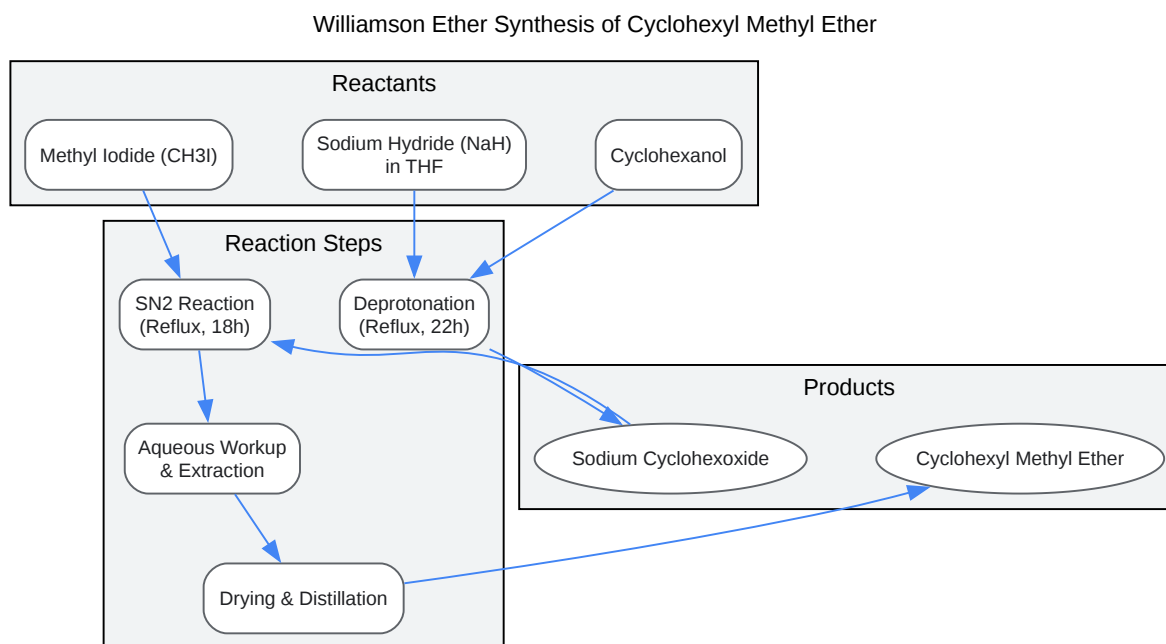 Williamson Ether Synthesis of Cyclohexyl Methyl Ether
Reactants
Methyl Iodide (CH3I)
Sodium Hydride (NaH)
in THF
Cyclohexanol
Reaction Steps
SN2 Reaction
(Reflux, 18h)
Deprotonation
(Reflux, 22h)
Products
Aqueous Workup
& Extraction
Sodium Cyclohexoxide
Cyclohexyl Methyl Ether
Drying & Distillation